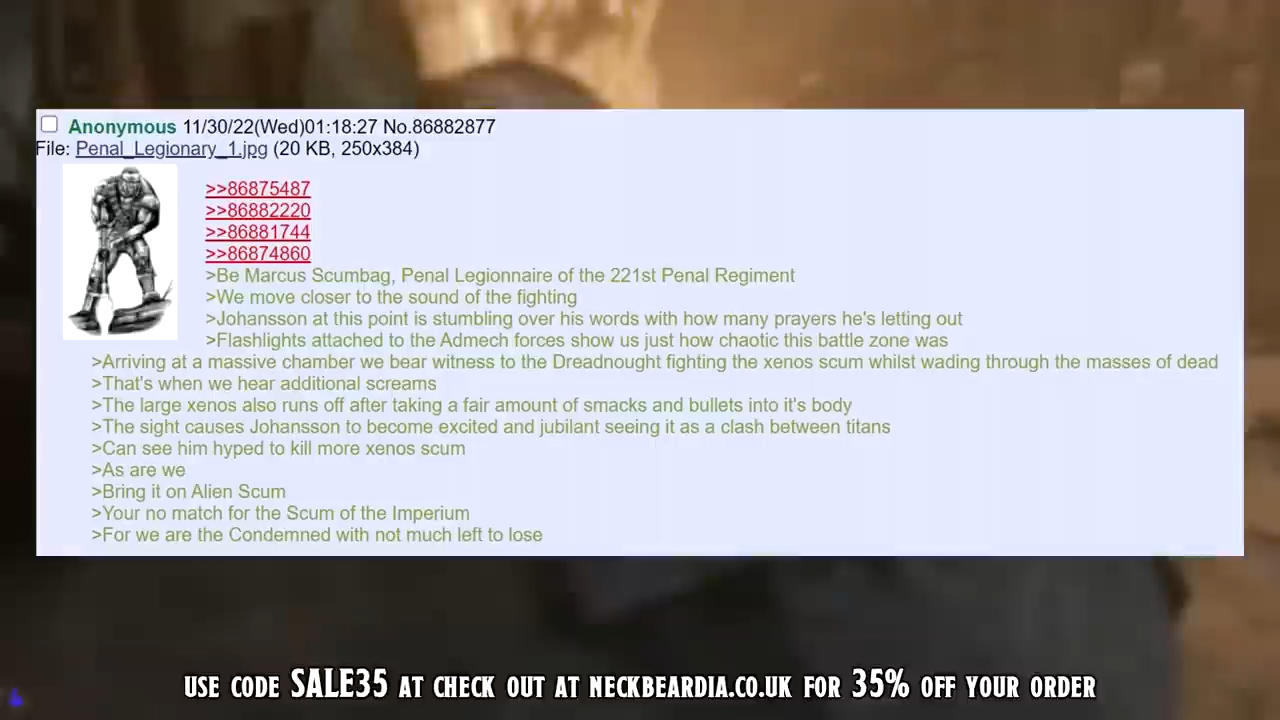 Anonymous 11/30/22(Wed)01:18:27 No.86882877
File: Penal_Legionary_1.jpg (20 KB, 250x384)
>>86875487
>>86882220
>>86881744
>>86874860
>Be Marcus Scumbag, Penal Legionnaire of the 221st Penal Regiment
>We move closer to the sound of the fighting
>Johansson at this point is stumbling over his words with how many prayers he's letting out
>Flashlights attached to the Admech forces show us just how chaotic this battle zone was
>Arriving at a massive chamber we bear witness to the Dreadnought fighting the xenos scum whilst wading through the masses of dead
>That's when we hear additional screams
>The large xenos also runs off after taking a fair amount of smacks and bullets into it's body
>The sight causes Johansson to become excited and jubilant seeing it as a clash between titans
>Can see him hyped to kill more xenos scum
>As are we
>Bring it on Alien Scum
>Your no match for the Scum of the Imperium
>For we are the Condemned with not much left to lose
USE CODE SALE35 AT CHECK OUT AT NECKBEARDIA.CO.UK FOR 35% OFF YOUR ORDER